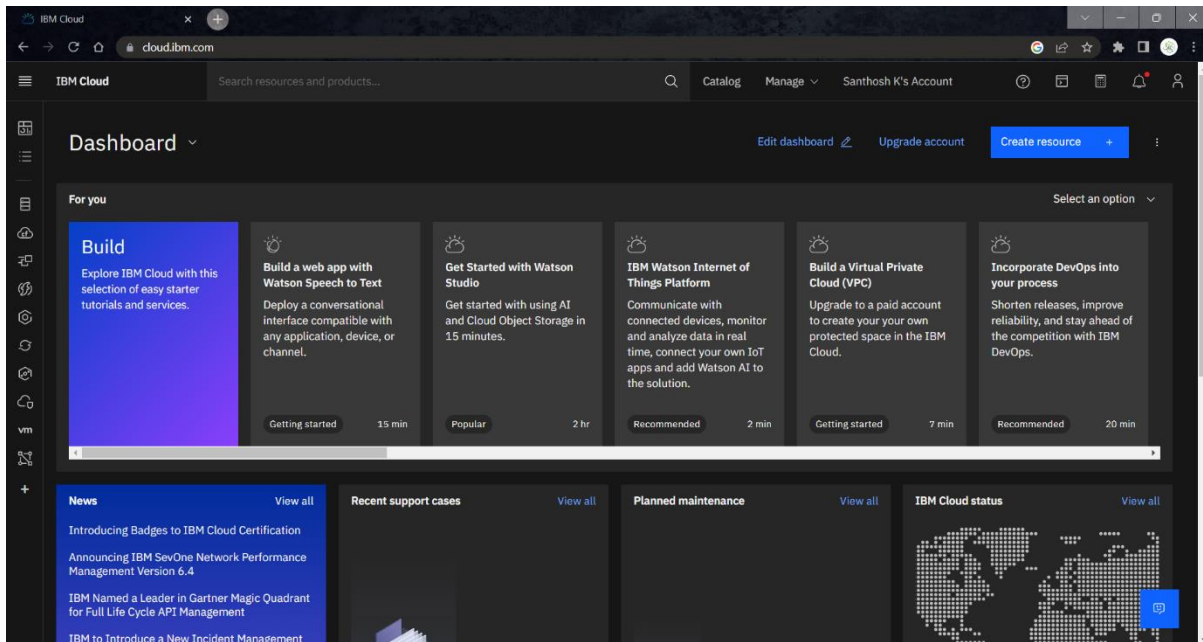 IBM Cloud
cloud.ibm.com
IBM Cloud
Search resources and products...
Catalog
Manage
Santhosh K's Account
Dashboard
Edit dashboard
Upgrade account
Create resource +
For you
Select an option
Build
Explore IBM Cloud with this
selection of easy starter
tutorials and services.
Build a web app with
Watson Speech to Text
Deploy a conversational
interface compatible with
any application, device, or
channel.
Getting started
15 min
Get Started with Watson
Studio
Get started with using AI
and Cloud Object Storage in
15 minutes.
Popular
2 hr
IBM Watson Internet of
Things Platform
Communicate with
connected devices, monitor
and analyze data in real
time, connect your own IoT
apps and add Watson AI to
the solution.
Recommended
2 min
Build a Virtual Private
Cloud (VPC)
Upgrade to a paid account
to create your your own
protected space in the IBM
Cloud.
Getting started
7 min
Incorporate DevOps into
your process
Shorten releases, improve
reliability, and stay ahead of
the competition with IBM
DevOps.
Recommended
20 min
vm
News
View all
Introducing Badges to IBM Cloud Certification
Announcing IBM SevOne Network Performance
Management Version 6.4
IBM Named a Leader in Gartner Magic Quadrant
for Full Life Cycle API Management
IBM to Introduce a New Incident Management
Recent support cases
View all
Planned maintenance
View all
IBM Cloud status
View all